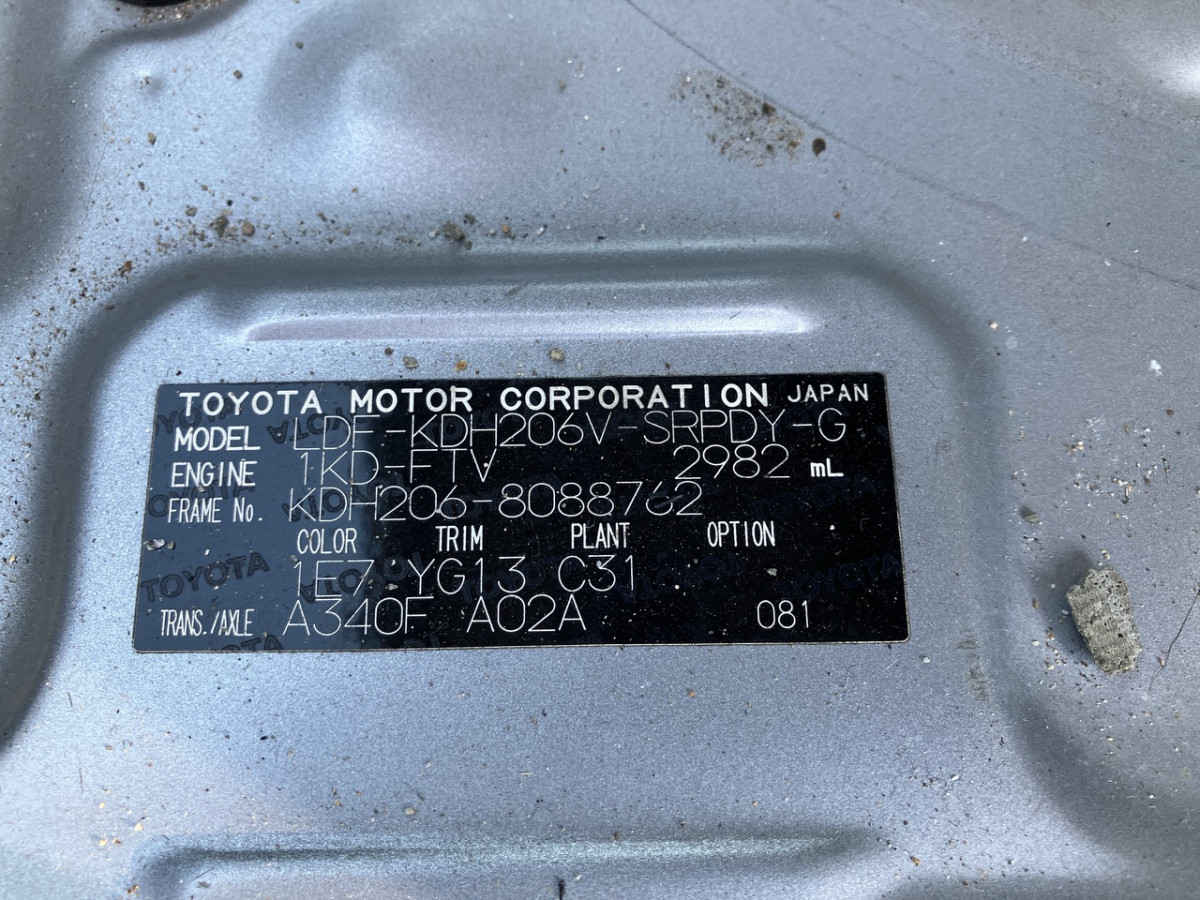 TOYOTA MOTOR CORPORATION JAPAN
MODEL LDF-KDH206V-SRPDY-G
ENGINE 1KD-FTV 2982 mL
FRAME No. KDH206-8088762
COLOR TRIM PLANT OPTION
1E7 YG13 C31
TRANS./AXLE A340F A02A 081